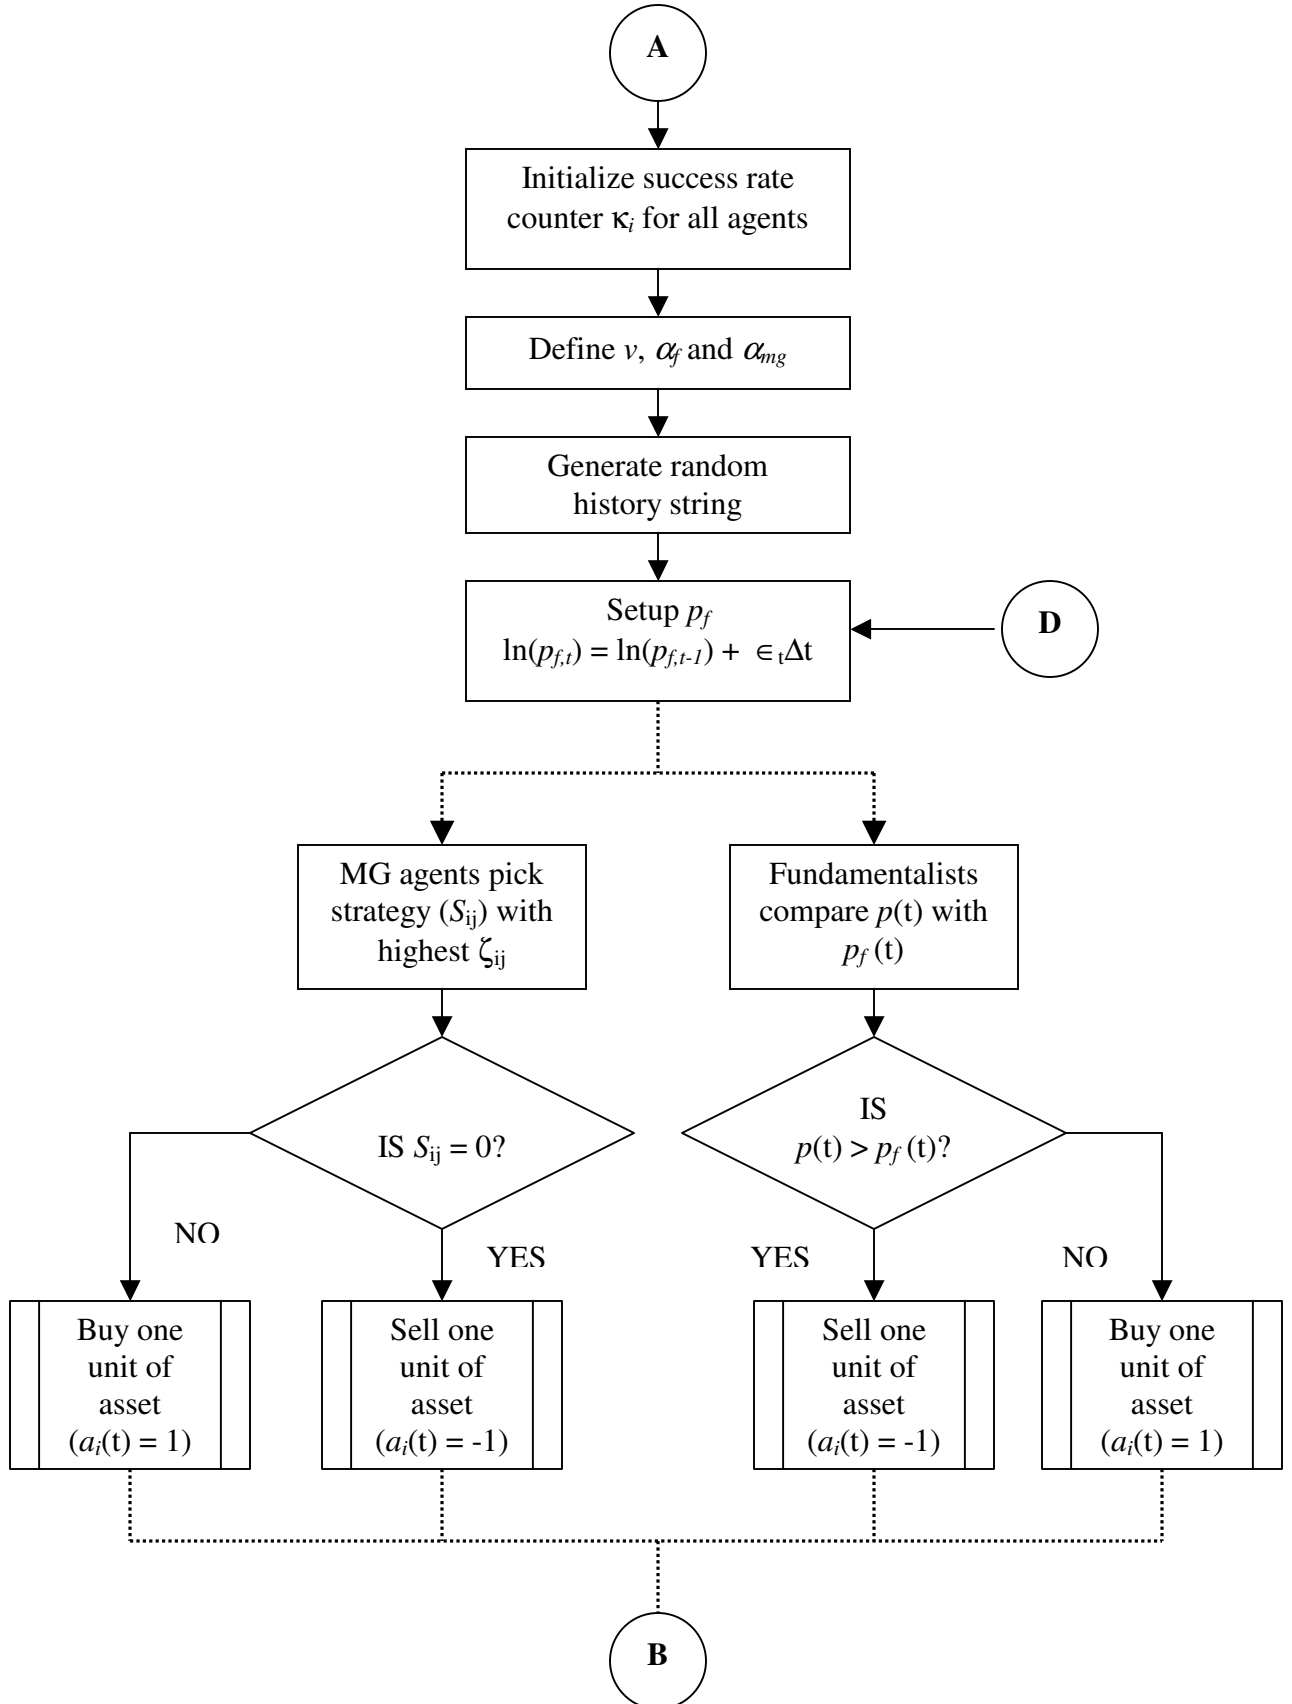 A
Initialize success rate
counter κi for all agents
Define v, αf and αmg
Generate random
history string
Setup pf
ln(pf,t) = ln(pf,t-1) + ∈tΔt
D
MG agents pick
strategy (Sij) with
highest ζij
Fundamentalists
compare p(t) with
pf (t)
IS Sij = 0?
IS
p(t) > pf (t)?
NO
YES
YES
NO
Buy one
unit of
asset
(ai(t) = 1)
Sell one
unit of
asset
(ai(t) = -1)
Sell one
unit of
asset
(ai(t) = -1)
Buy one
unit of
asset
(ai(t) = 1)
B